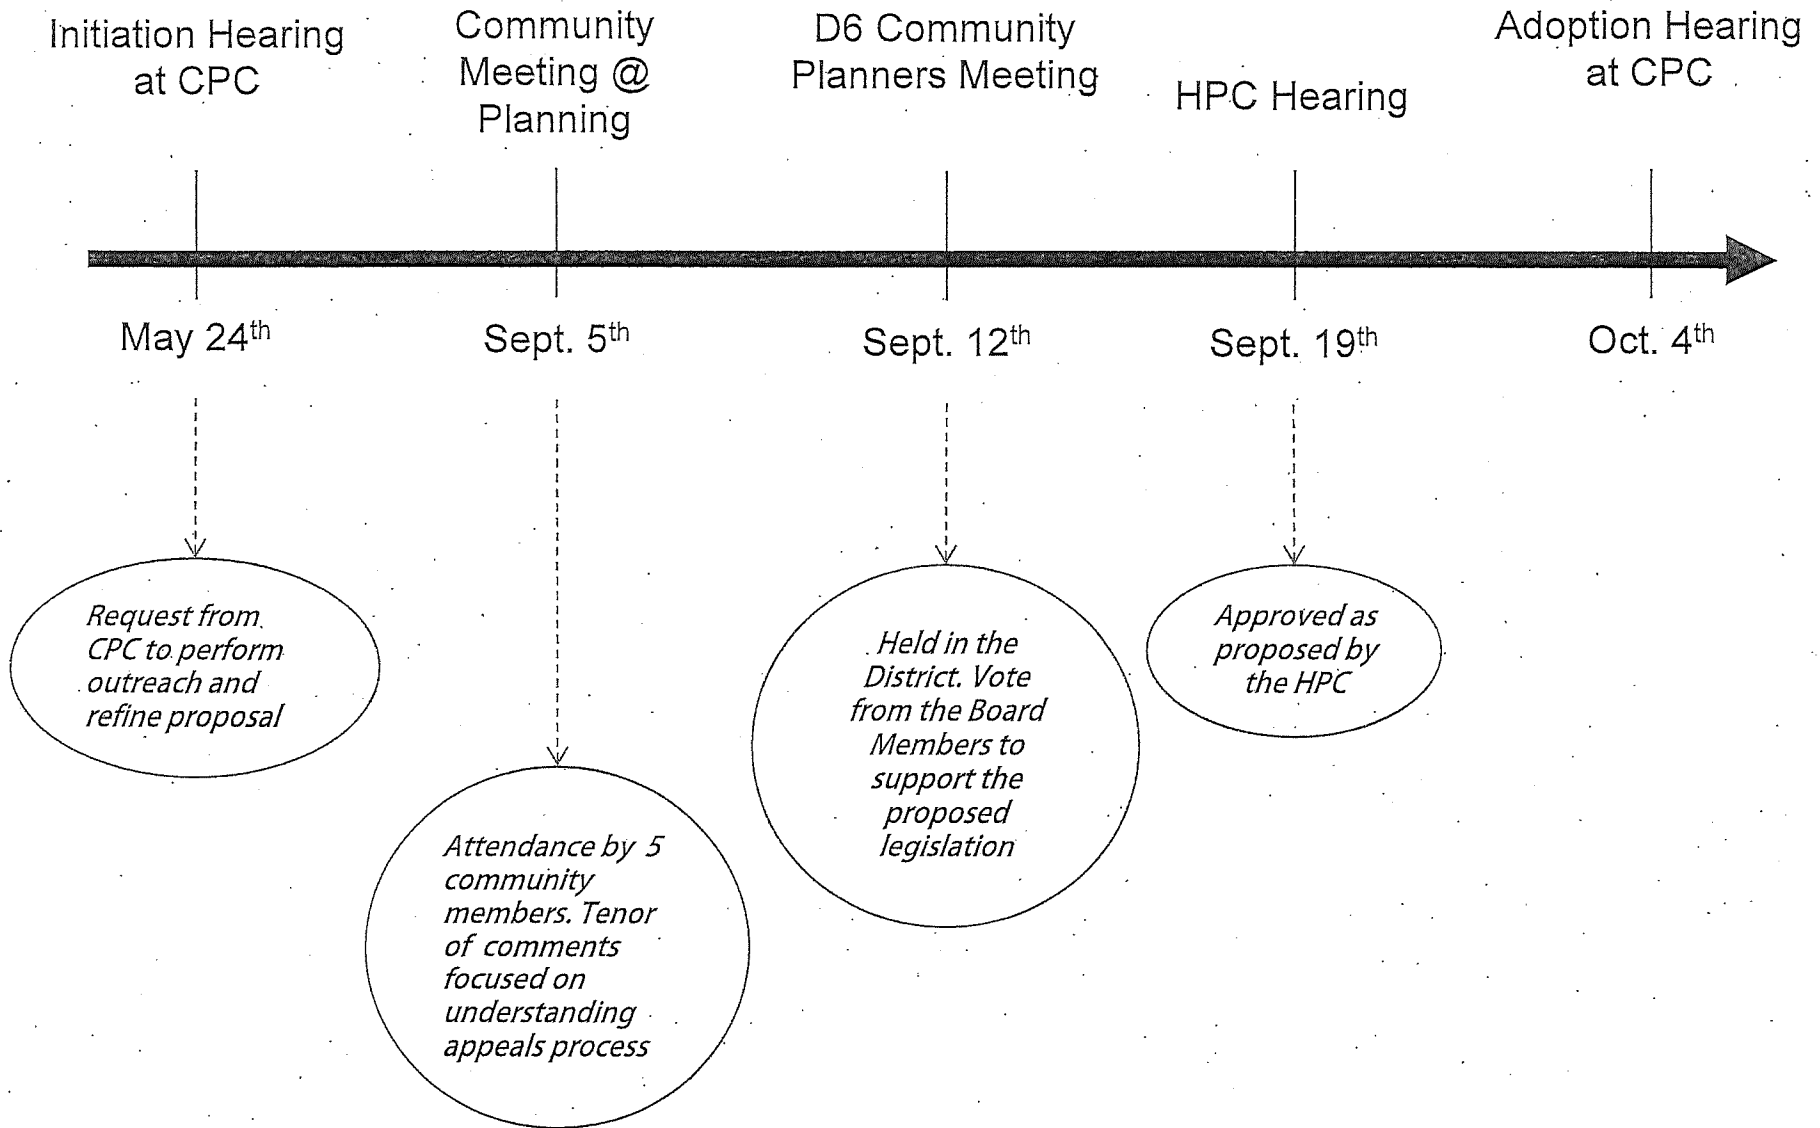 Initiation Hearing
at CPC
Community
Meeting @
Planning
D6 Community
Planners Meeting
HPC Hearing
Adoption Hearing
at CPC
May 24th
Sept. 5th
Sept. 12th
Sept. 19th
Oct. 4th
Request from
CPC to perform
outreach and
refine proposal
Attendance by 5
community
members. Tenor
of comments
focused on
understanding
appeals process
Held in the
District. Vote
from the Board
Members to
support the
proposed
legislation
Approved as
proposed by
the HPC